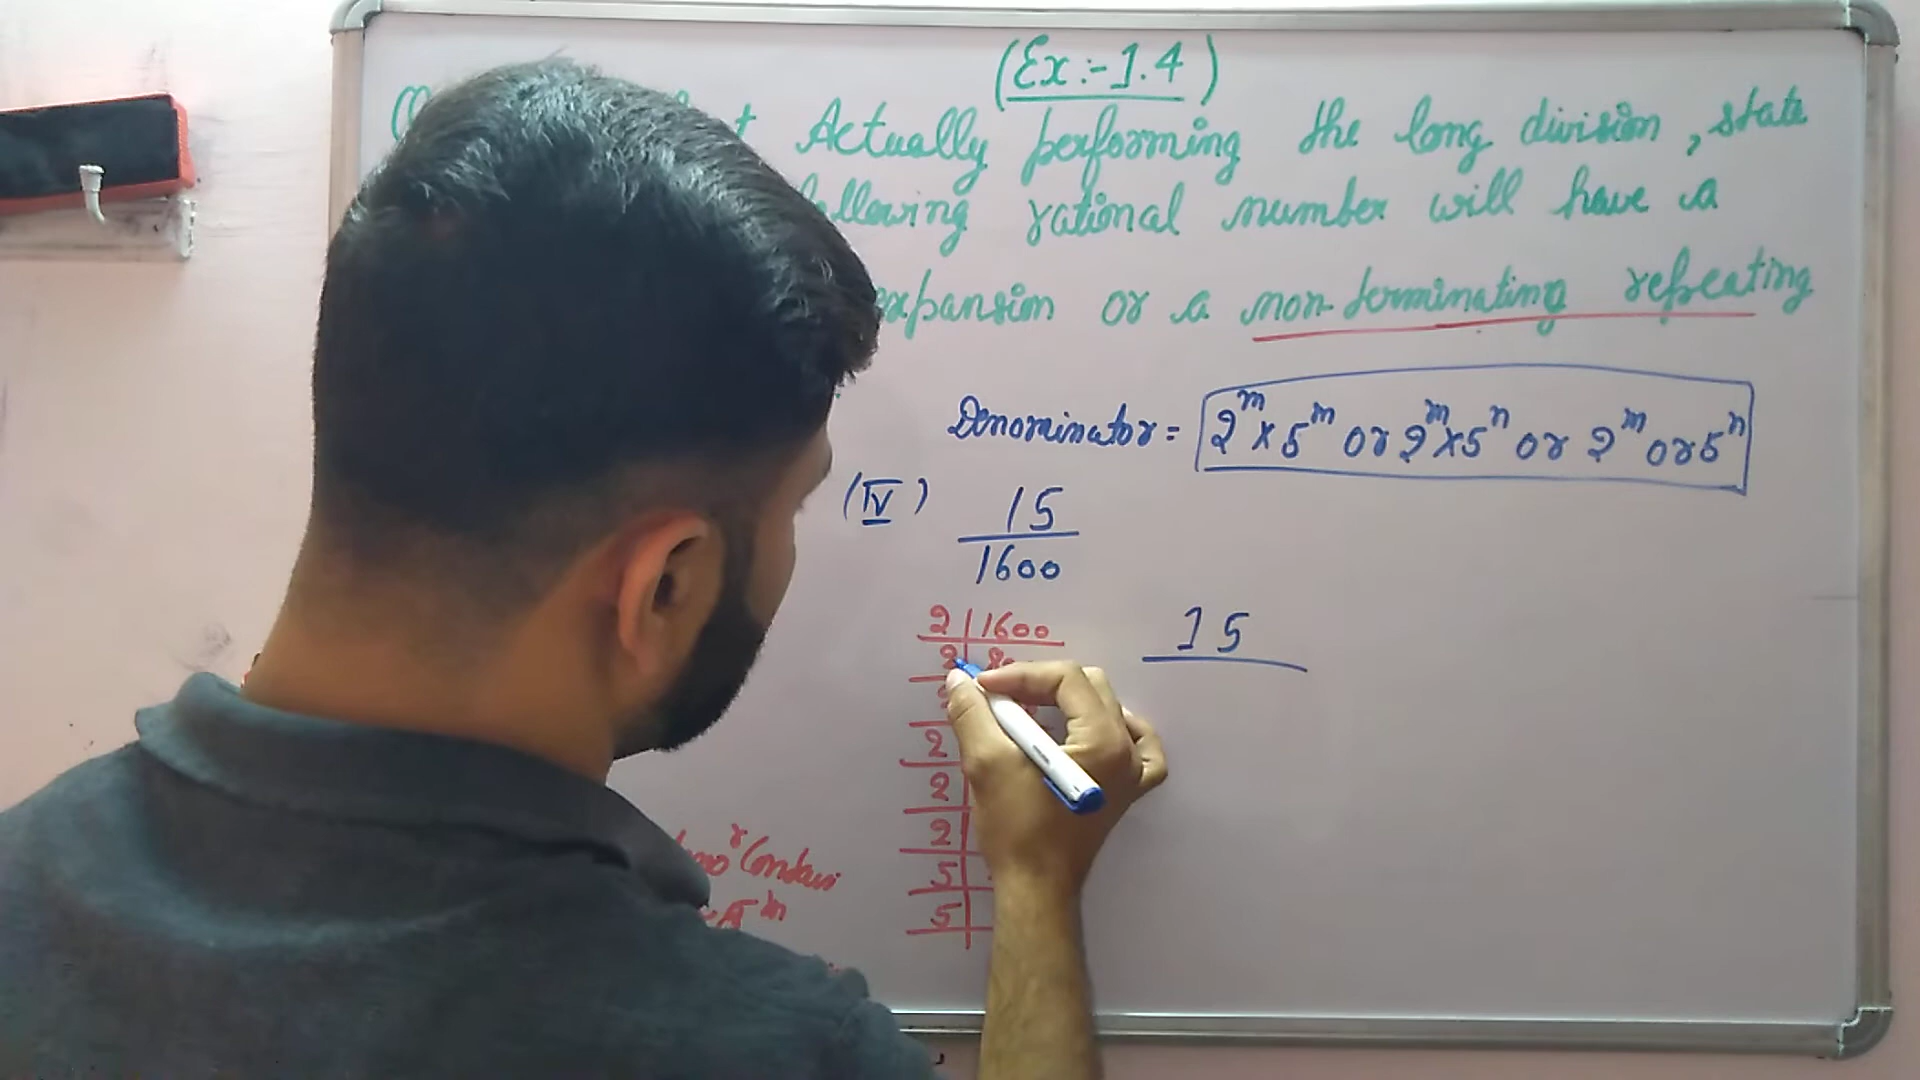 (Ex:-1.4)
Actually performing the long division, state
following rational number will have a
expansion or a non-terminating repeating
Denominator = 2^m × 5^m or 2^m × 5^n or 2^m or 5^n
(IV) 15
1600
2 | 1600
15
2
2
2
2
5
5
5^m